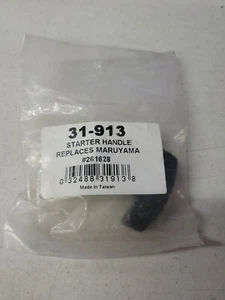 31-913
STARTER HANDLE
REPLACES MARUYAMA
#261628
0 32488 31913 8
Made in Taiwan